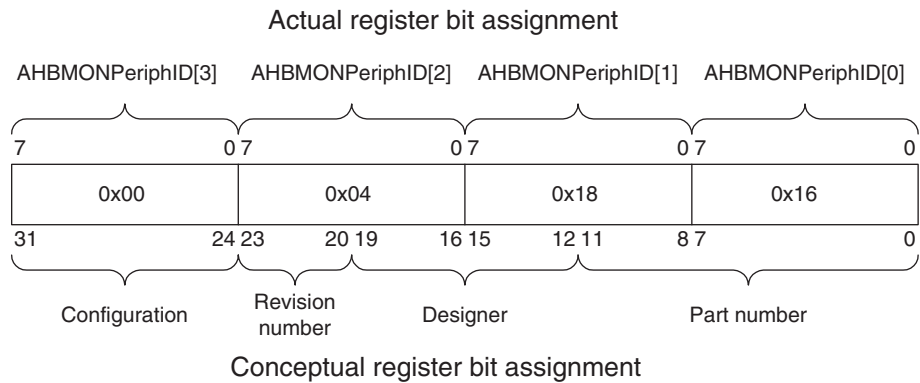 Actual register bit assignment
AHBMONPeriphID[3] AHBMONPeriphID[2] AHBMONPeriphID[1] AHBMONPeriphID[0]
7 0 7 0 7 0 7 0
0x00 0x04 0x18 0x16
31 24 23 20 19 16 15 12 11 8 7 0
Configuration Revision number Designer Part number
Conceptual register bit assignment